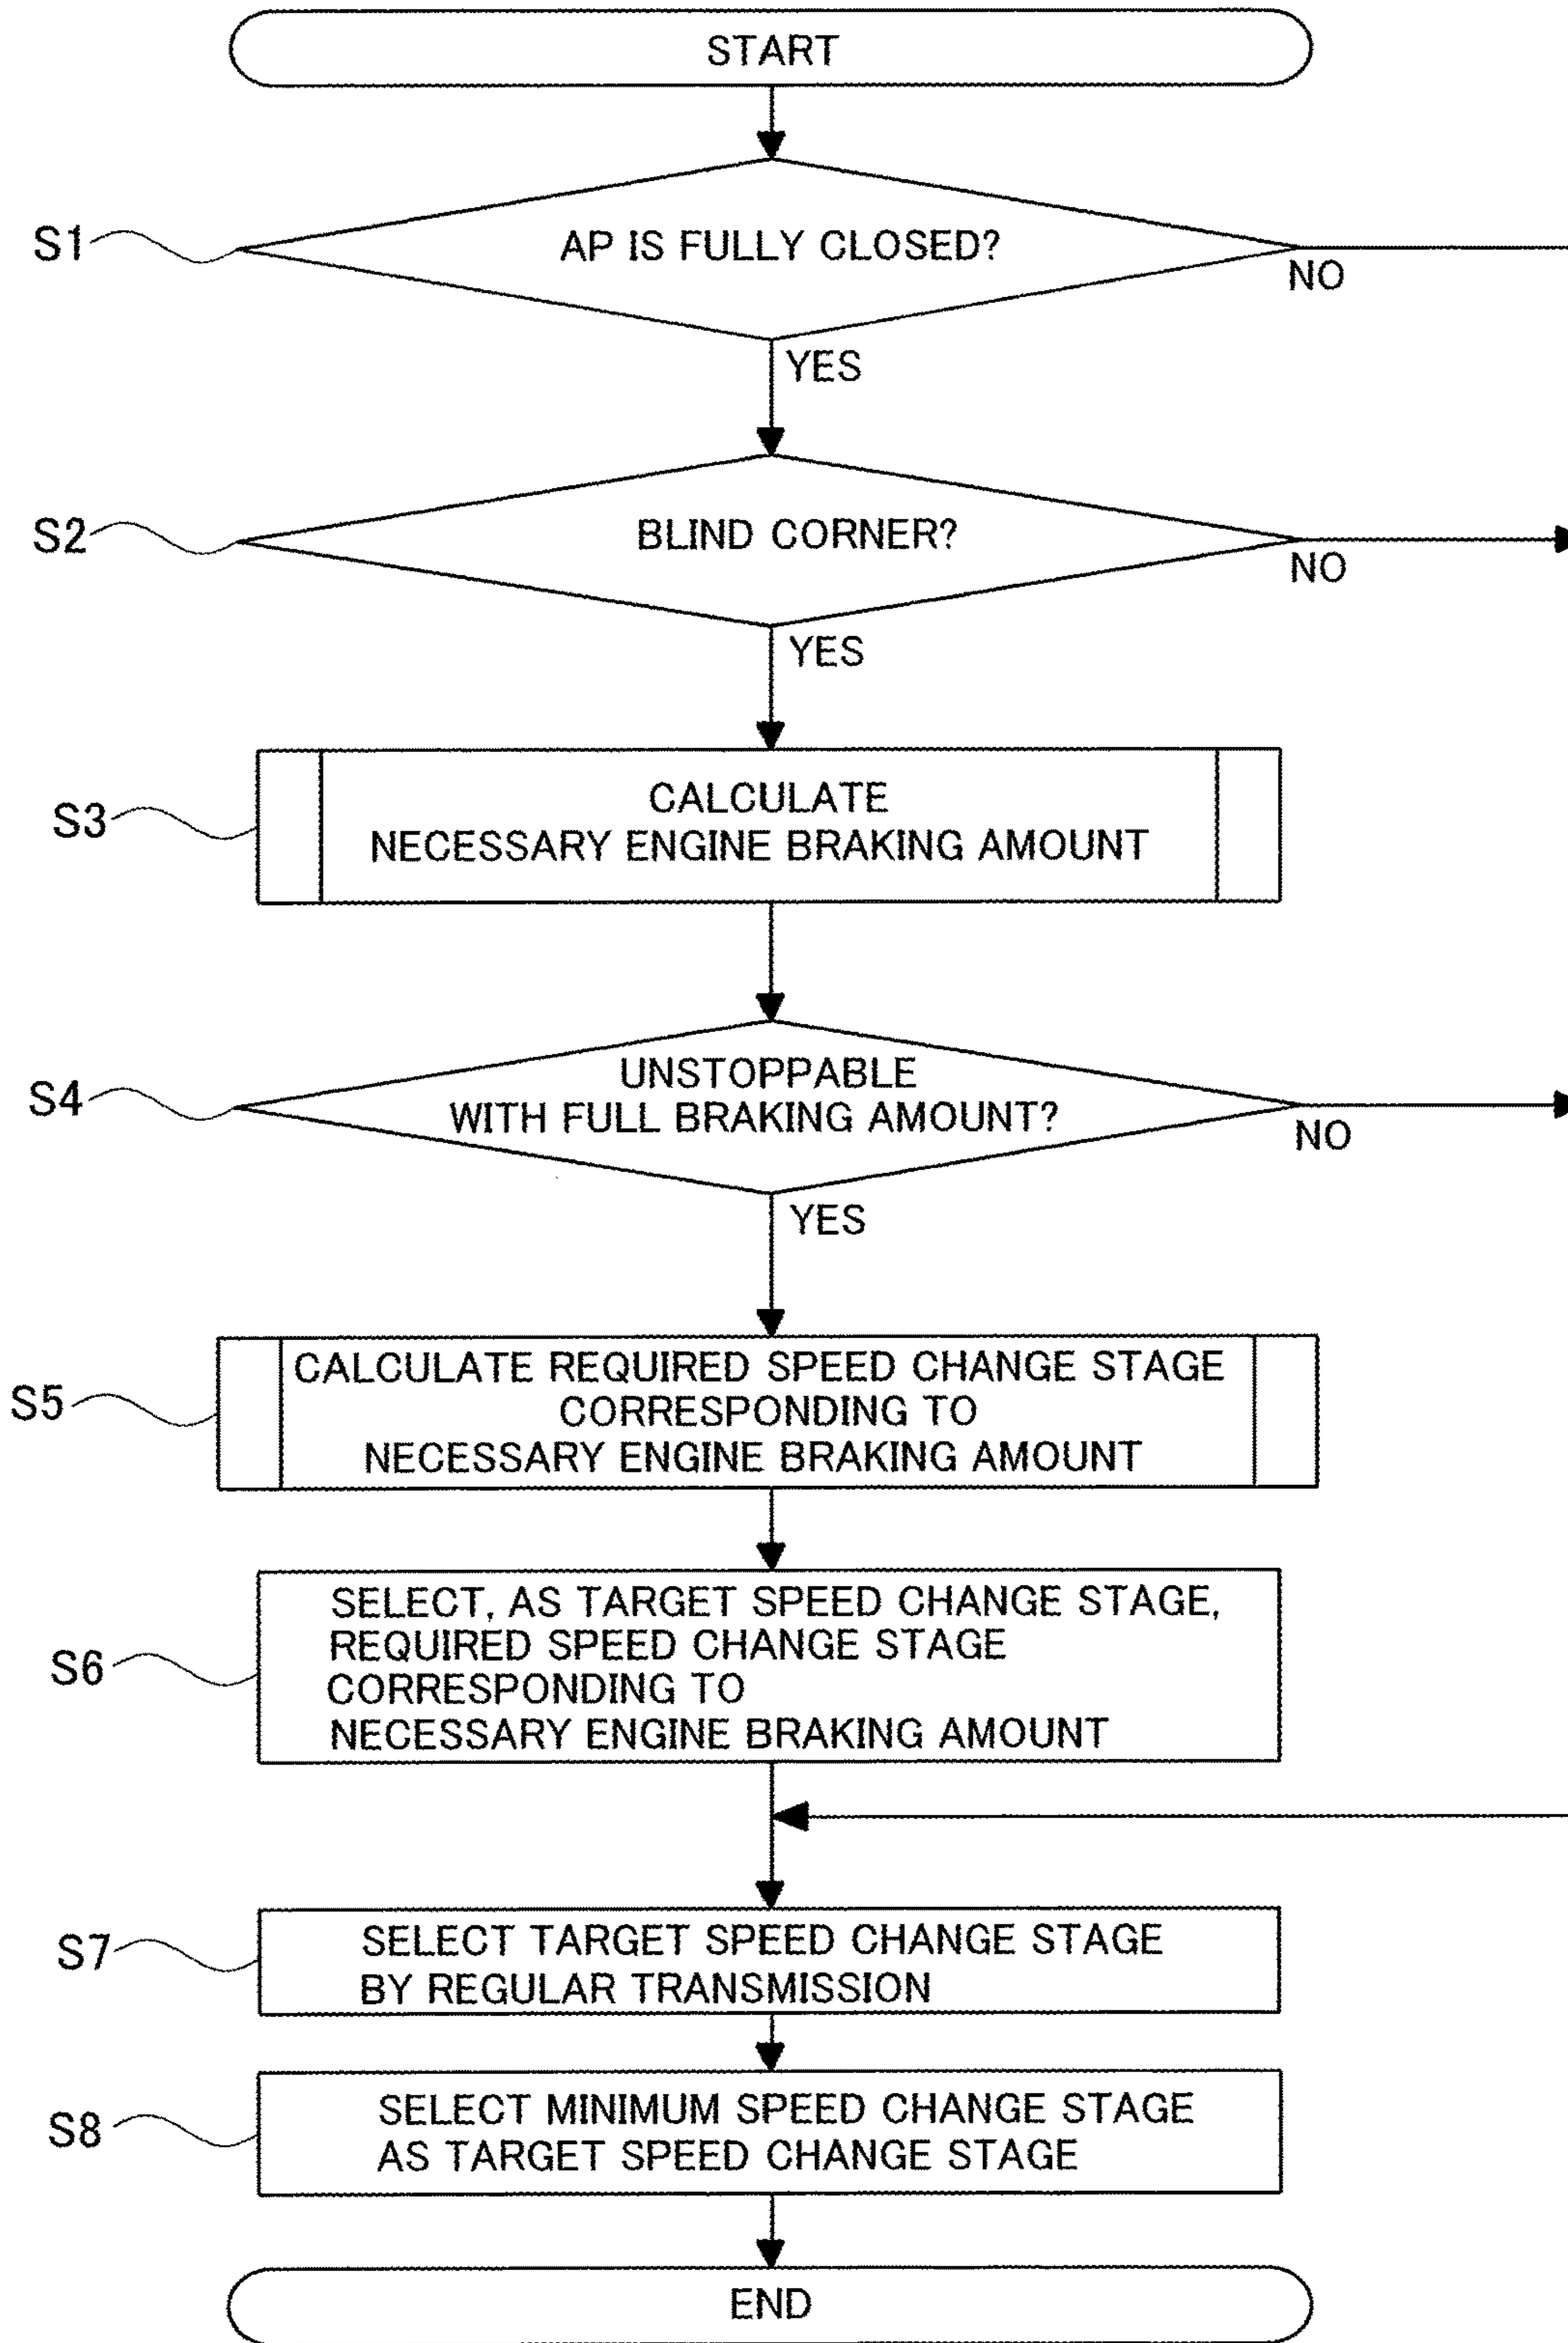 START
S1
AP IS FULLY CLOSED?
NO
YES
S2
BLIND CORNER?
NO
YES
S3
CALCULATE
NECESSARY ENGINE BRAKING AMOUNT
S4
UNSTOPPABLE
WITH FULL BRAKING AMOUNT?
NO
YES
S5
CALCULATE REQUIRED SPEED CHANGE STAGE
CORRESPONDING TO
NECESSARY ENGINE BRAKING AMOUNT
S6
SELECT, AS TARGET SPEED CHANGE STAGE,
REQUIRED SPEED CHANGE STAGE
CORRESPONDING TO
NECESSARY ENGINE BRAKING AMOUNT
S7
SELECT TARGET SPEED CHANGE STAGE
BY REGULAR TRANSMISSION
S8
SELECT MINIMUM SPEED CHANGE STAGE
AS TARGET SPEED CHANGE STAGE
END